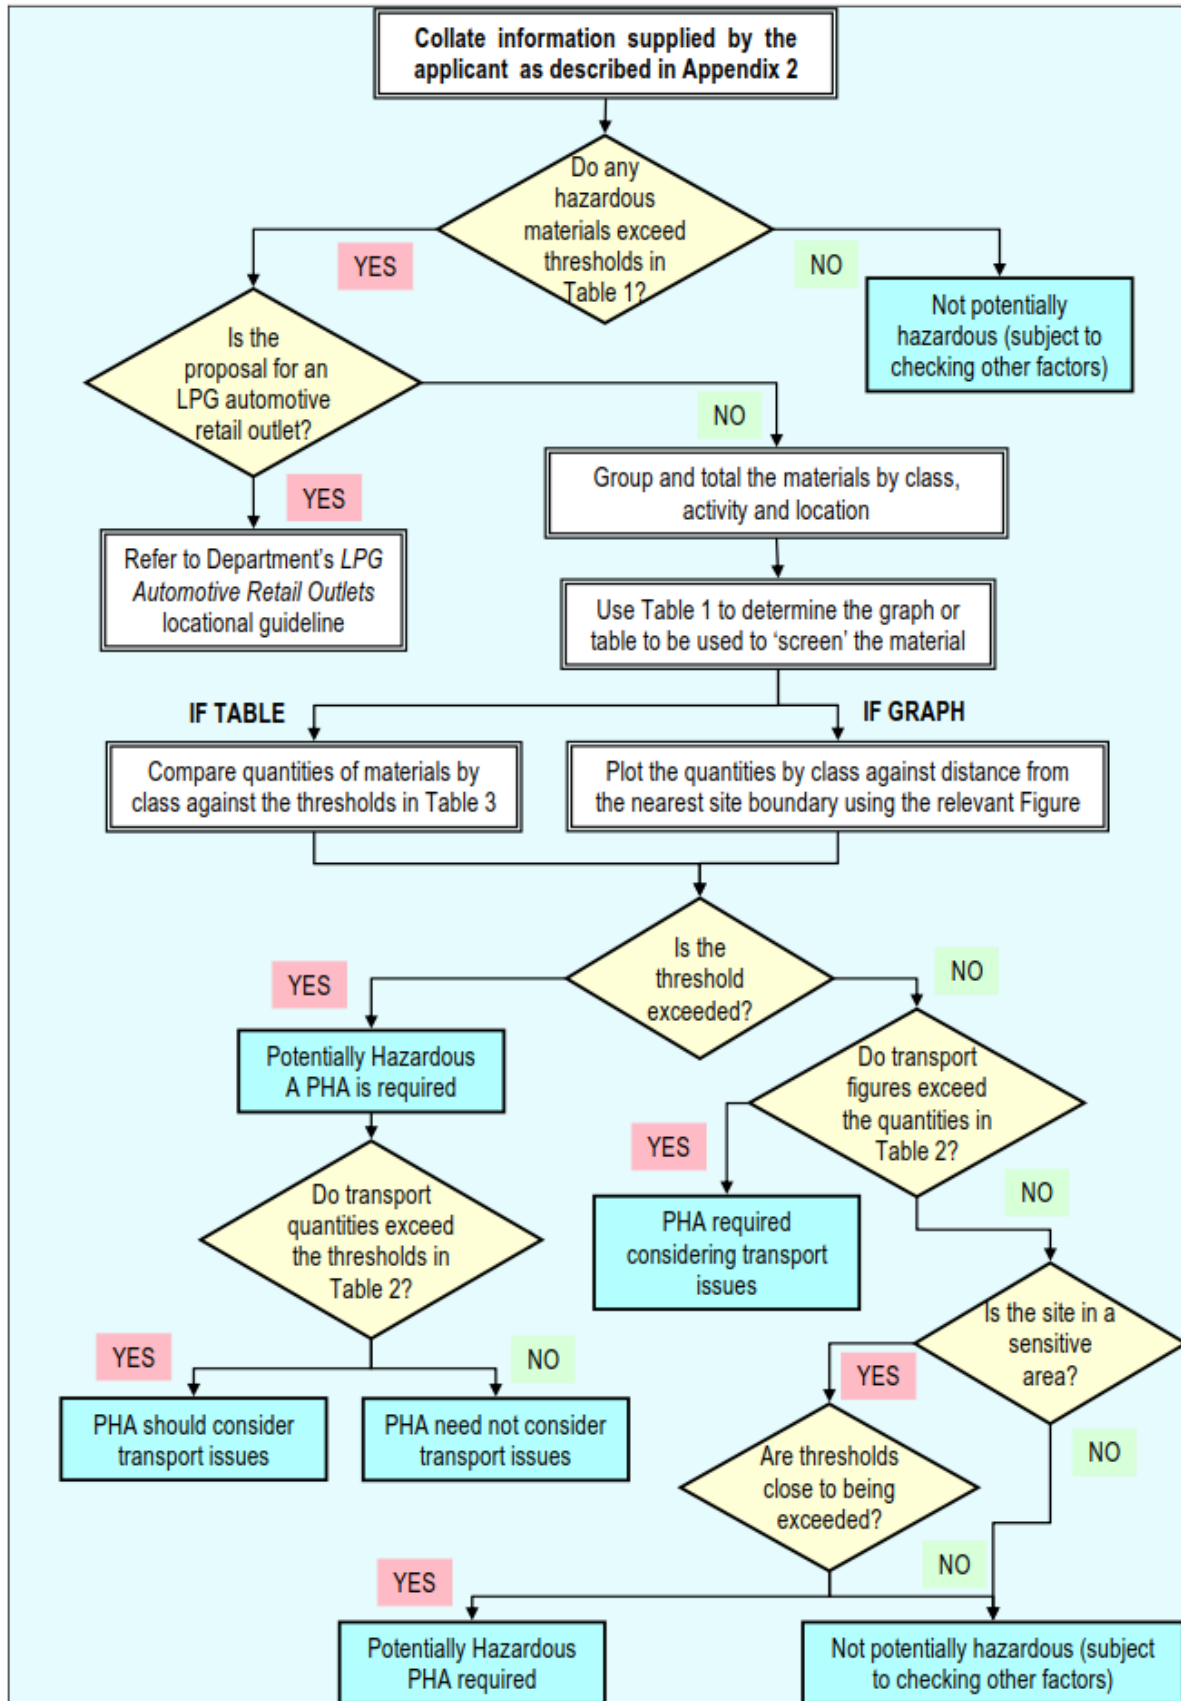 Collate information supplied by the
applicant as described in Appendix 2
Do any
hazardous
materials exceed
thresholds in
Table 1?
YES
NO
Not potentially
hazardous (subject to
checking other factors)
Is the
proposal for an
LPG automotive
retail outlet?
NO
YES
Group and total the materials by class,
activity and location
Refer to Department's LPG
Automotive Retail Outlets
locational guideline
Use Table 1 to determine the graph or
table to be used to 'screen' the material
IF TABLE
IF GRAPH
Compare quantities of materials by
class against the thresholds in Table 3
Plot the quantities by class against distance from
the nearest site boundary using the relevant Figure
Is the
threshold
exceeded?
YES
NO
Potentially Hazardous
A PHA is required
Do transport
figures exceed
the quantities in
Table 2?
YES
NO
Do transport
quantities exceed
the thresholds in
Table 2?
PHA required
considering transport
issues
Is the site in a
sensitive
area?
YES
NO
YES
NO
PHA should consider
transport issues
PHA need not consider
transport issues
Are thresholds
close to being
exceeded?
YES
NO
Potentially Hazardous
PHA required
Not potentially hazardous (subject
to checking other factors)